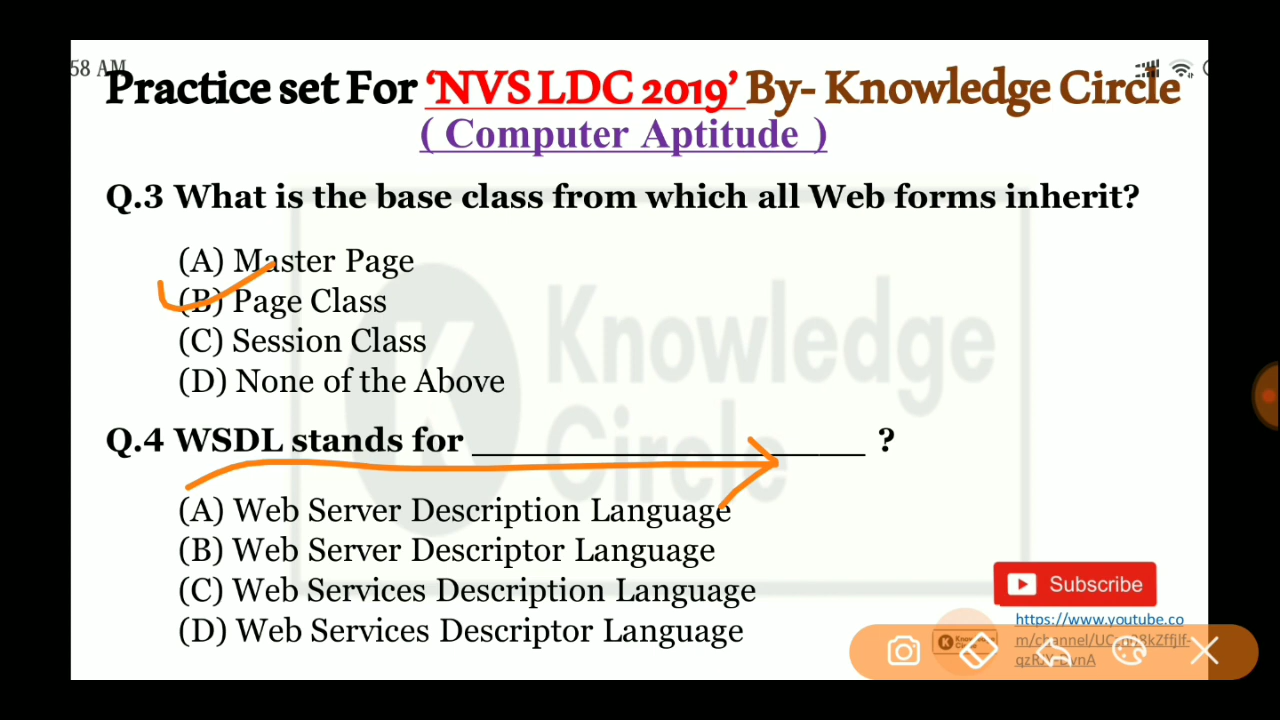 58 AM
Practice set For ‘NVS LDC 2019’ By- Knowledge Circle
( Computer Aptitude )
Q.3 What is the base class from which all Web forms inherit?
(A) Master Page
(B) Page Class
(C) Session Class
(D) None of the Above
Knowledge
Circle
Q.4 WSDL stands for ____________________ ?
(A) Web Server Description Language
(B) Web Server Descriptor Language
(C) Web Services Description Language
(D) Web Services Descriptor Language
Subscribe
https://www.youtube.co